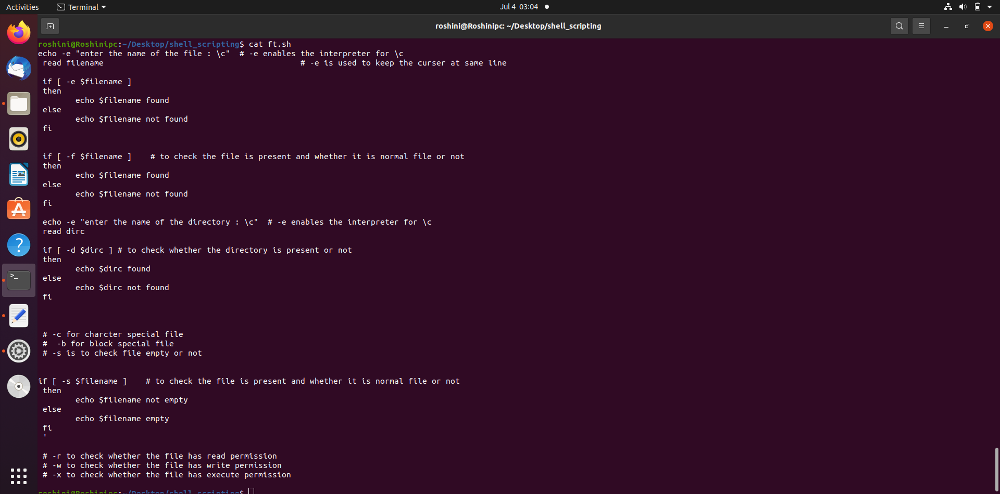 Activities
Terminal
Jul 4 03:04
roshini@Roshinipc: ~/Desktop/shell_scripting
roshini@Roshinipc:~/Desktop/shell_scripting$ cat ft.sh
echo -e "enter the name of the file : \c"  # -e enables the interpreter for \c
 read filename                                          # -e is used to keep the curser at same line
 if [ -e $filename ]
 then
        echo $filename found
 else
        echo $filename not found
 fi
 if [ -f $filename ]    # to check the file is present and whether it is normal file or not
 then
        echo $filename found
 else
        echo $filename not found
 fi
 echo -e "enter the name of the directory : \c"  # -e enables the interpreter for \c
 read dirc
 if [ -d $dirc ] # to check whether the directory is present or not
 then
        echo $dirc found
 else
        echo $dirc not found
 fi
 # -c for charcter special file
 #  -b for block special file
 # -s is to check file empty or not
if [ -s $filename ]    # to check the file is present and whether it is normal file or not
 then
        echo $filename not empty
 else
        echo $filename empty
 fi
 '
 # -r to check whether the file has read permission
 # -w to check whether the file has write permission
 # -x to check whether the file has execute permission
roshini@Roshinipc:~/Desktop/shell_scripting$